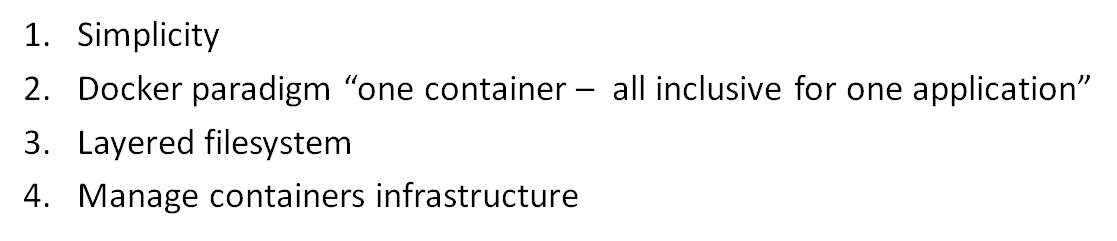 1. Simplicity
2. Docker paradigm “one container – all inclusive for one application”
3. Layered filesystem
4. Manage containers infrastructure